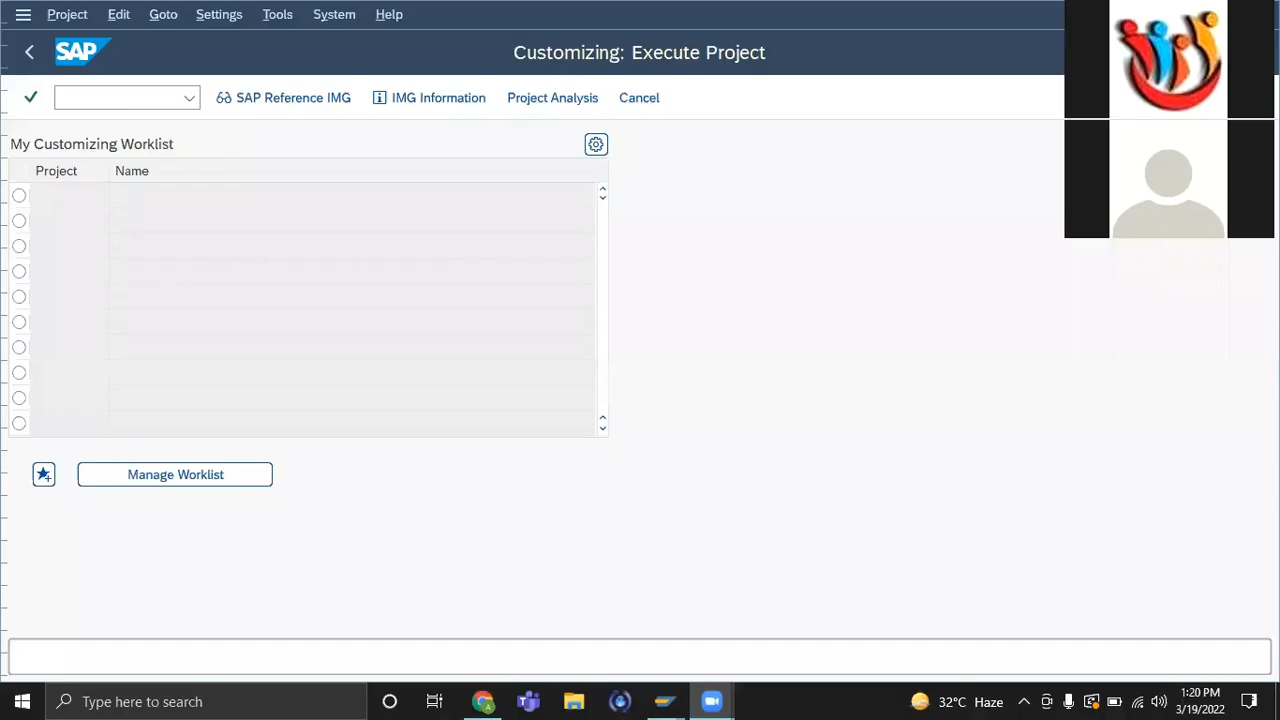 Project Edit Goto Settings Tools System Help
SAP Customizing: Execute Project
SAP Reference IMG IMG Information Project Analysis Cancel
My Customizing Worklist
Project Name
Manage Worklist
Type here to search 32°C Haze 1:20 PM
3/19/2022